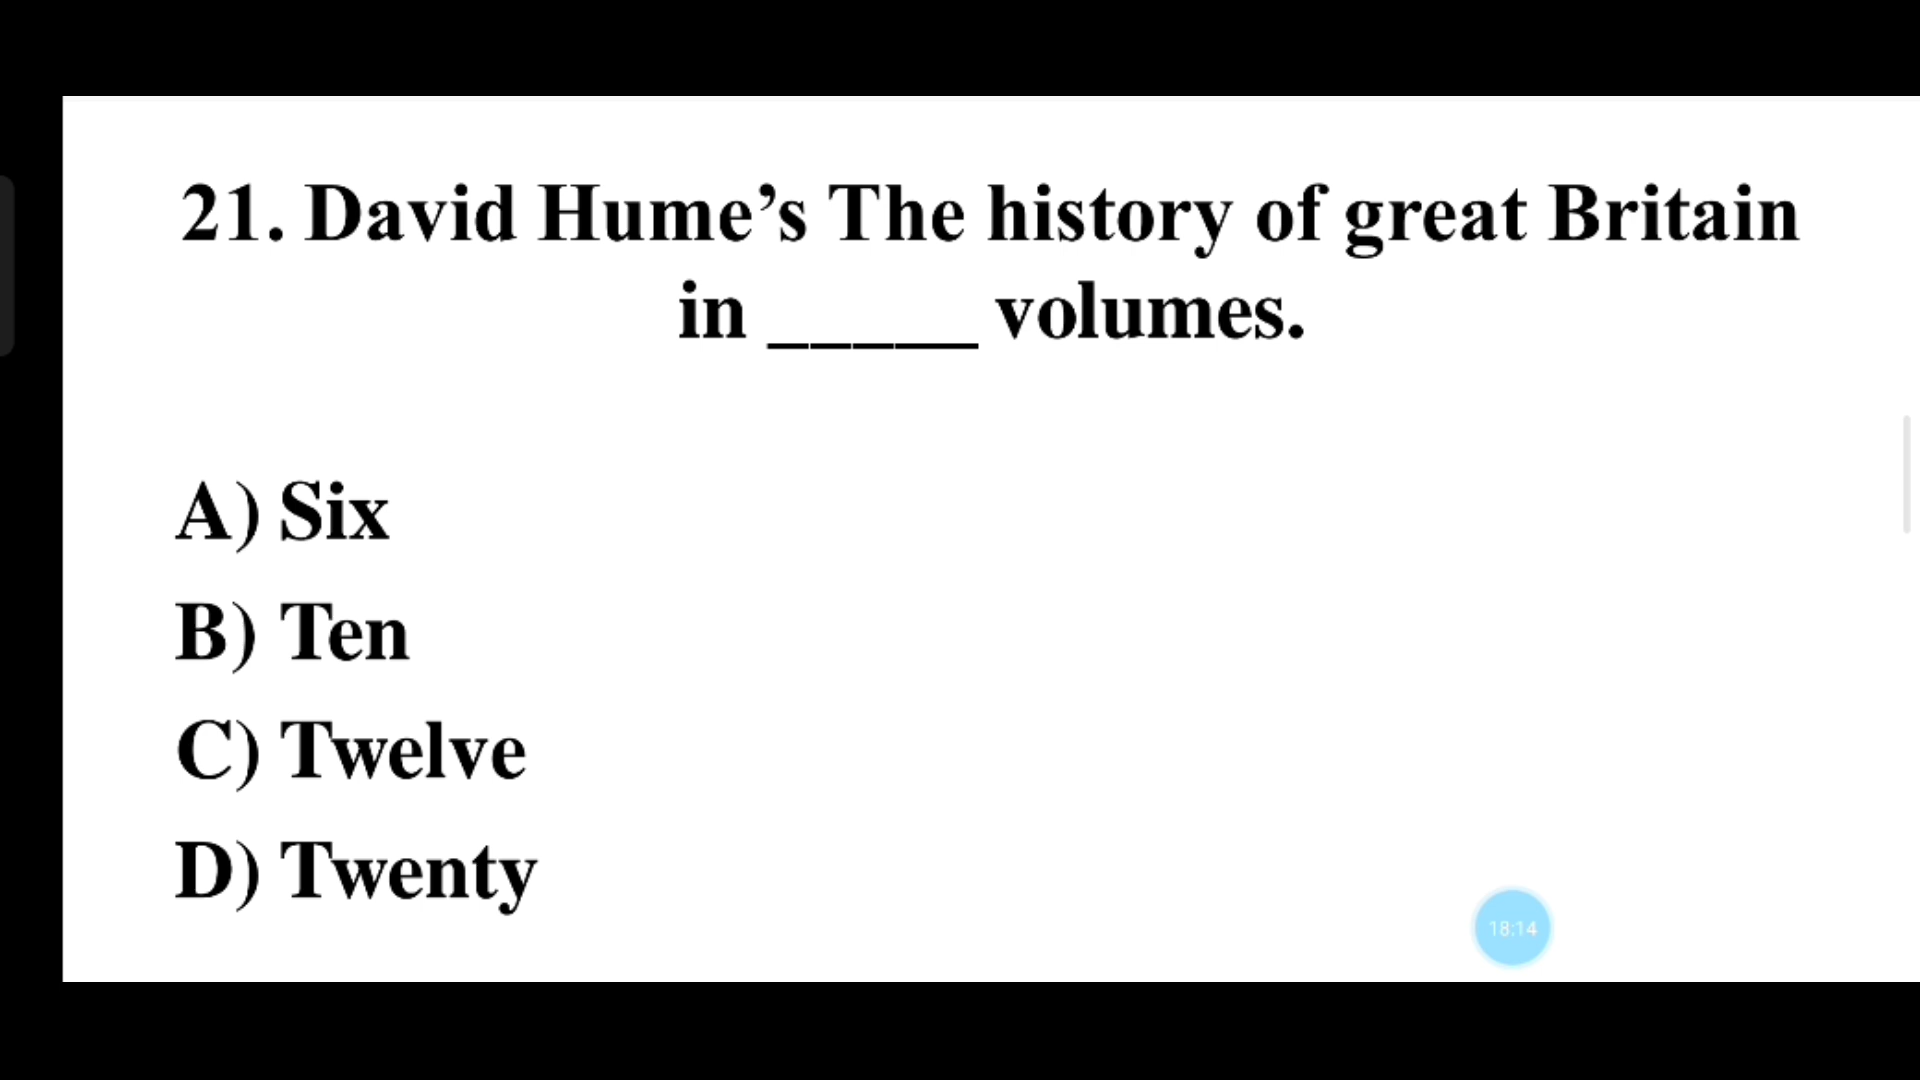 21. David Hume’s The history of great Britain
in _____ volumes.
A) Six
B) Ten
C) Twelve
D) Twenty
18:14